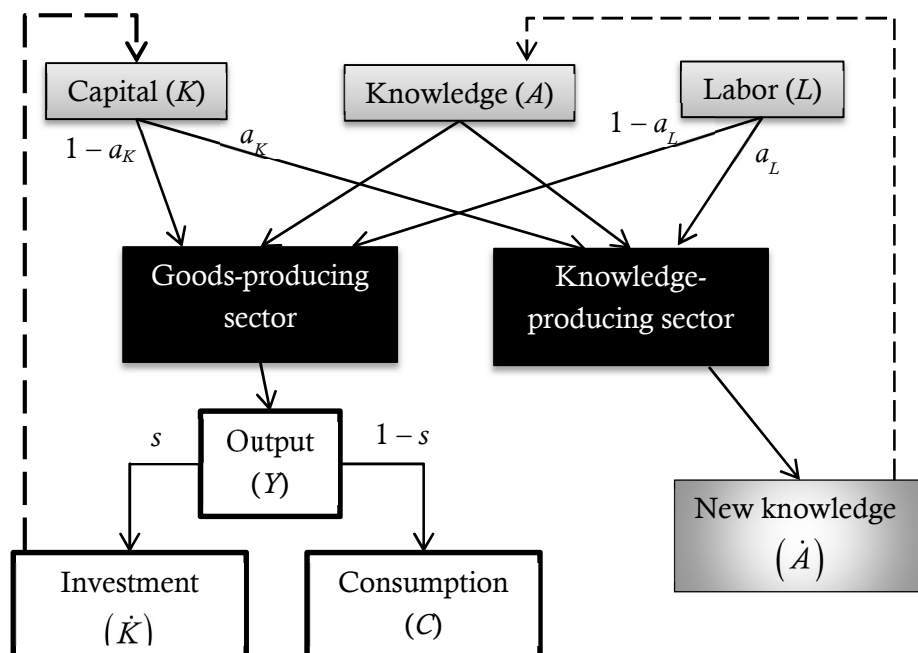 Capital (K)
Knowledge (A)
Labor (L)
1 − a_K
a_K
1 − a_L
a_L
Goods-producing
sector
Knowledge-
producing sector
s
Output
(Y)
1 − s
New knowledge
(Ȧ)
Investment
(K̇)
Consumption
(C)